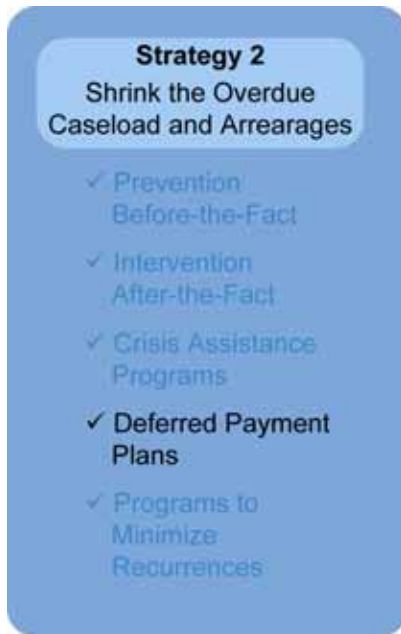 Strategy 2
Shrink the Overdue
Caseload and Arrearages
✓ Prevention
Before-the-Fact
✓ Intervention
After-the-Fact
✓ Crisis Assistance
Programs
✓ Deferred Payment
Plans
✓ Programs to
Minimize
Recurrences